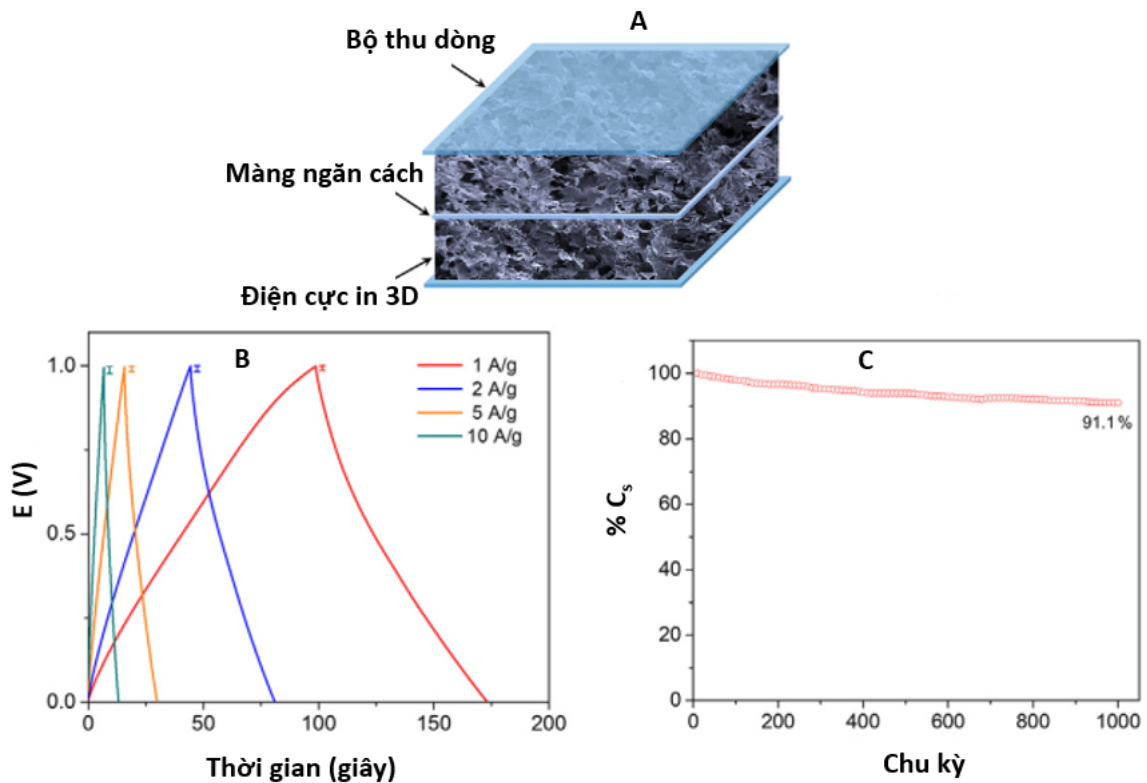 A
Bộ thu dòng
Màng ngăn cách
Điện cực in 3D
B
1 A/g
2 A/g
5 A/g
10 A/g
1.0
0.5
0.0
E (V)
0
50
100
150
200
Thời gian (giây)
C
100
80
60
40
20
0
% Cₛ
91.1%
0
200
400
600
800
1000
Chu kỳ